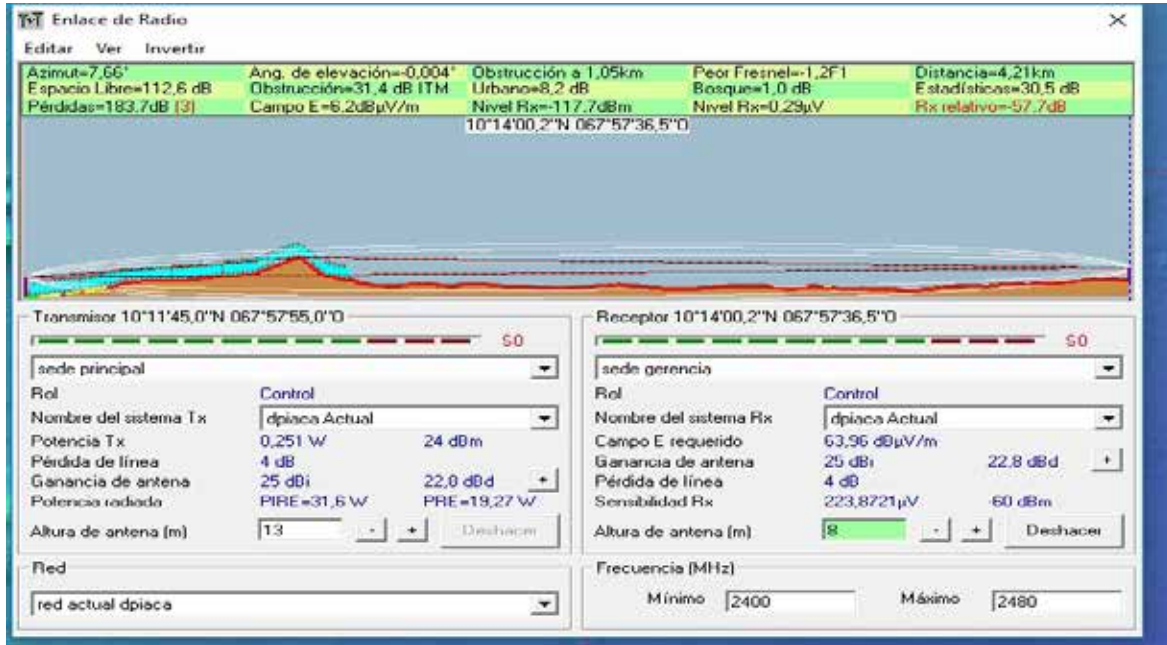 Enlace de Radio
Editar Ver Invertir
Azimut=7,66° Ang. de elevación=-0,004° Obstrucción a 1,05km Peor Fresnel=-1,2F1 Distancia=4,21km
Espacio Libre=112,6 dB Obstrucción=31,4 dB ITM Urbano=8,2 dB Bosque=1,0 dB Estadísticas=30,5 dB
Pérdidas=183,7dB (3) Campo E=6,2dBµV/m Nivel Rx=-117,7dBm Nivel Rx=0,29µV Rx relativo=-57,7dB
10°14'00,2"N 067°57'36,5"O
Transmisor 10°11'45,0"N 067°57'55,0"O
S0
sede principal
Rol Control
Nombre del sistema Tx dpiaca Actual
Potencia Tx 0,251 W 24 dBm
Pérdida de línea 4 dB
Ganancia de antena 25 dBi 22,8 dBd +
Potencia radiada PIRE=31,6 W PRE=19,27 W
Altura de antena (m) 13 - + Deshacer
Red
red actual dpiaca
Receptor 10°14'00,2"N 067°57'36,5"O
S0
sede gerencia
Rol Control
Nombre del sistema Rx dpiaca Actual
Campo E requerido 63,96 dBµV/m
Ganancia de antena 25 dBi 22,8 dBd +
Pérdida de línea 4 dB
Sensibilidad Rx 223,8721µV -60 dBm
Altura de antena (m) 8 - + Deshacer
Frecuencia (MHz)
Mínimo 2400 Máximo 2480